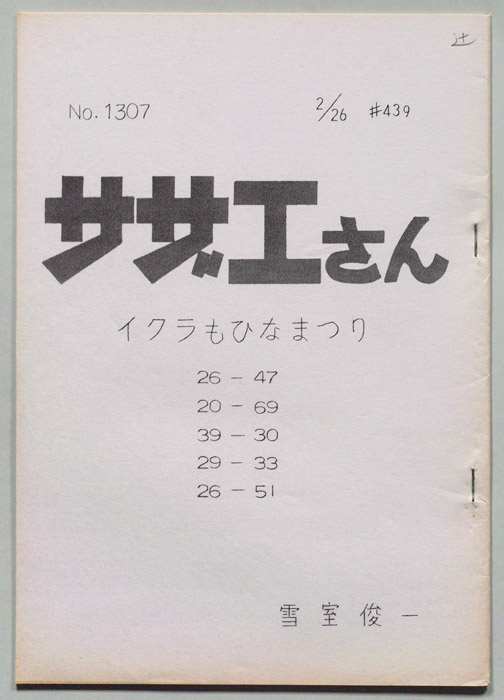 辻
No. 1307 2/26 #439
サザエさん
イクラもひなまつり
26 - 47
20 - 69
39 - 30
29 - 33
26 - 51
雪室俊一